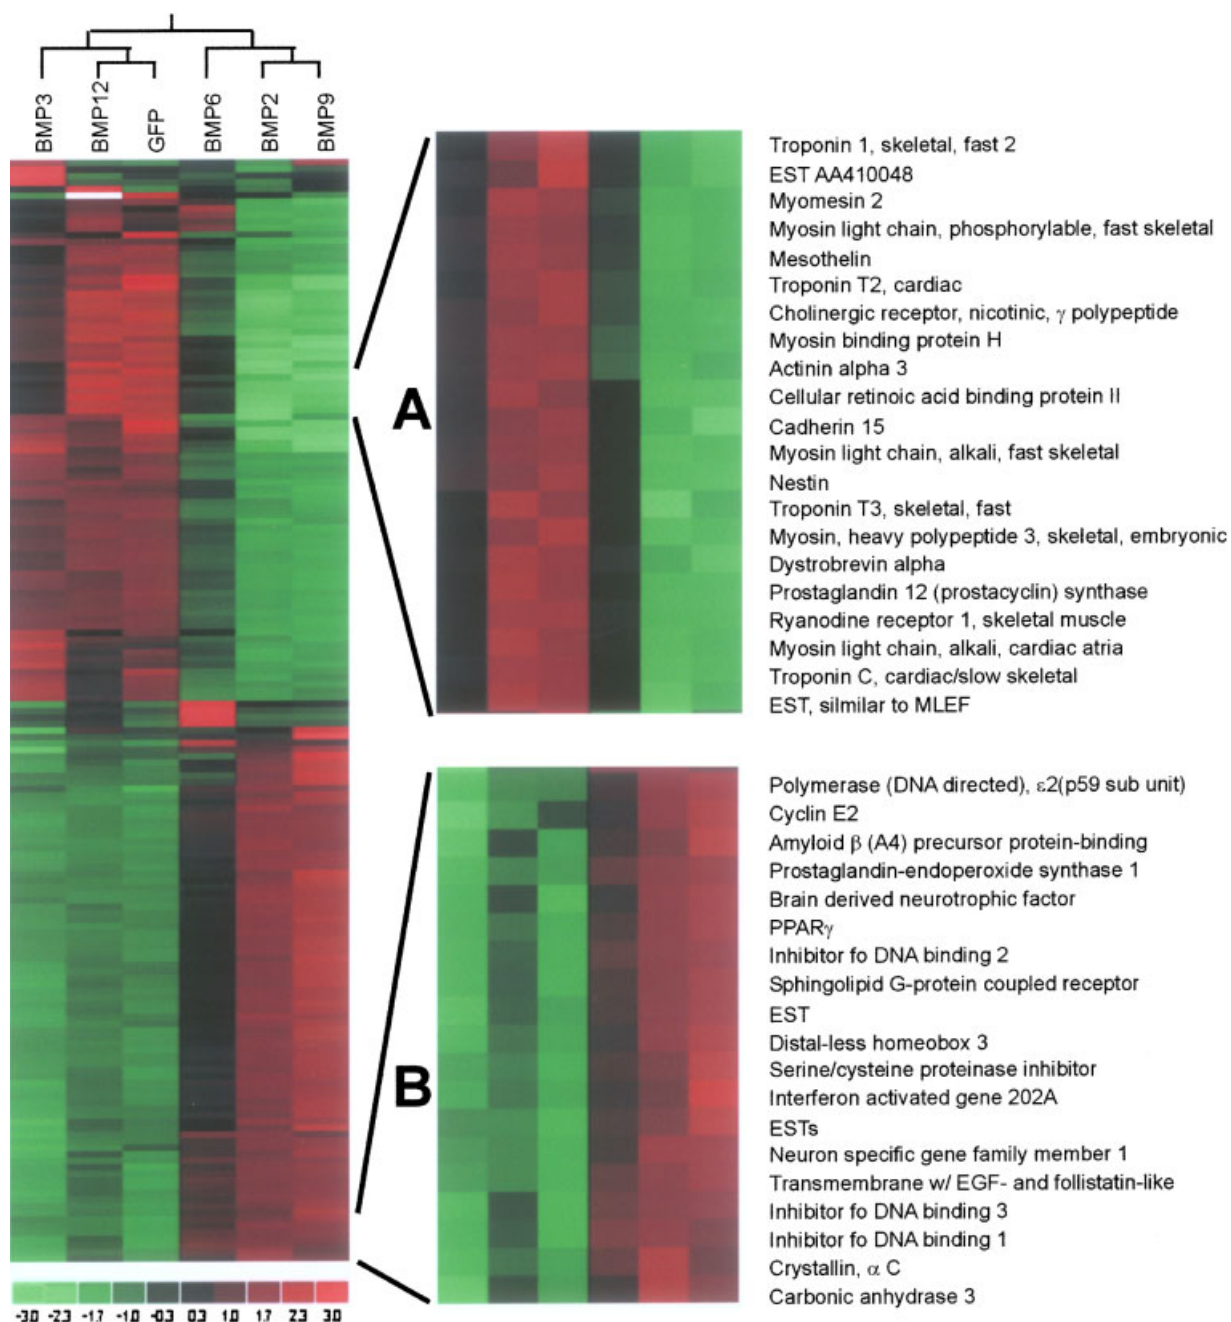 BMP3
BMP12
GFP
BMP6
BMP2
BMP9
A
Troponin 1, skeletal, fast 2
EST AA410048
Myomesin 2
Myosin light chain, phosphorylable, fast skeletal
Mesothelin
Troponin T2, cardiac
Cholinergic receptor, nicotinic, γ polypeptide
Myosin binding protein H
Actinin alpha 3
Cellular retinoic acid binding protein II
Cadherin 15
Myosin light chain, alkali, fast skeletal
Nestin
Troponin T3, skeletal, fast
Myosin, heavy polypeptide 3, skeletal, embryonic
Dystrobrevin alpha
Prostaglandin 12 (prostacyclin) synthase
Ryanodine receptor 1, skeletal muscle
Myosin light chain, alkali, cardiac atria
Troponin C, cardiac/slow skeletal
EST, silmilar to MLEF
B
Polymerase (DNA directed), ε2(p59 sub unit)
Cyclin E2
Amyloid β (A4) precursor protein-binding
Prostaglandin-endoperoxide synthase 1
Brain derived neurotrophic factor
PPARγ
Inhibitor fo DNA binding 2
Sphingolipid G-protein coupled receptor
EST
Distal-less homeobox 3
Serine/cysteine proteinase inhibitor
Interferon activated gene 202A
ESTs
Neuron specific gene family member 1
Transmembrane w/ EGF- and follistatin-like
Inhibitor fo DNA binding 3
Inhibitor fo DNA binding 1
Crystallin, α C
Carbonic anhydrase 3
-3.0 -2.3 -1.7 -1.0 -0.3 0.3 1.0 1.7 2.3 3.0